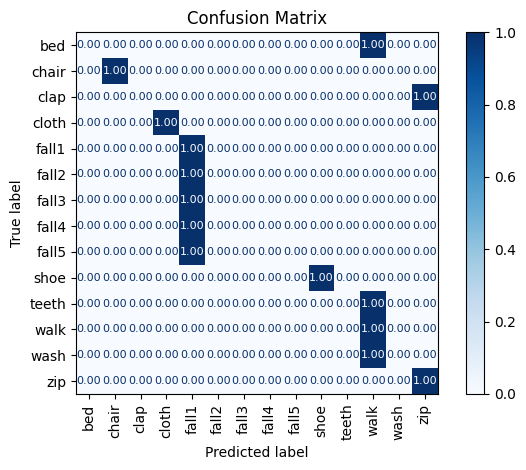 Confusion Matrix
bed 0.00 0.00 0.00 0.00 0.00 0.00 0.00 0.00 0.00 0.00 0.00 1.00 0.00 0.00
chair 0.00 1.00 0.00 0.00 0.00 0.00 0.00 0.00 0.00 0.00 0.00 0.00 0.00 0.00
clap 0.00 0.00 0.00 0.00 0.00 0.00 0.00 0.00 0.00 0.00 0.00 0.00 0.00 1.00
cloth 0.00 0.00 0.00 1.00 0.00 0.00 0.00 0.00 0.00 0.00 0.00 0.00 0.00 0.00
fall1 0.00 0.00 0.00 0.00 1.00 0.00 0.00 0.00 0.00 0.00 0.00 0.00 0.00 0.00
fall2 0.00 0.00 0.00 0.00 1.00 0.00 0.00 0.00 0.00 0.00 0.00 0.00 0.00 0.00
fall3 0.00 0.00 0.00 0.00 1.00 0.00 0.00 0.00 0.00 0.00 0.00 0.00 0.00 0.00
fall4 0.00 0.00 0.00 0.00 1.00 0.00 0.00 0.00 0.00 0.00 0.00 0.00 0.00 0.00
fall5 0.00 0.00 0.00 0.00 1.00 0.00 0.00 0.00 0.00 0.00 0.00 0.00 0.00 0.00
shoe 0.00 0.00 0.00 0.00 0.00 0.00 0.00 0.00 0.00 1.00 0.00 0.00 0.00 0.00
teeth 0.00 0.00 0.00 0.00 0.00 0.00 0.00 0.00 0.00 0.00 0.00 1.00 0.00 0.00
walk 0.00 0.00 0.00 0.00 0.00 0.00 0.00 0.00 0.00 0.00 0.00 1.00 0.00 0.00
wash 0.00 0.00 0.00 0.00 0.00 0.00 0.00 0.00 0.00 0.00 0.00 1.00 0.00 0.00
zip 0.00 0.00 0.00 0.00 0.00 0.00 0.00 0.00 0.00 0.00 0.00 0.00 0.00 1.00
True label
bed chair clap cloth fall1 fall2 fall3 fall4 fall5 shoe teeth walk wash zip
Predicted label
1.0
0.8
0.6
0.4
0.2
0.0